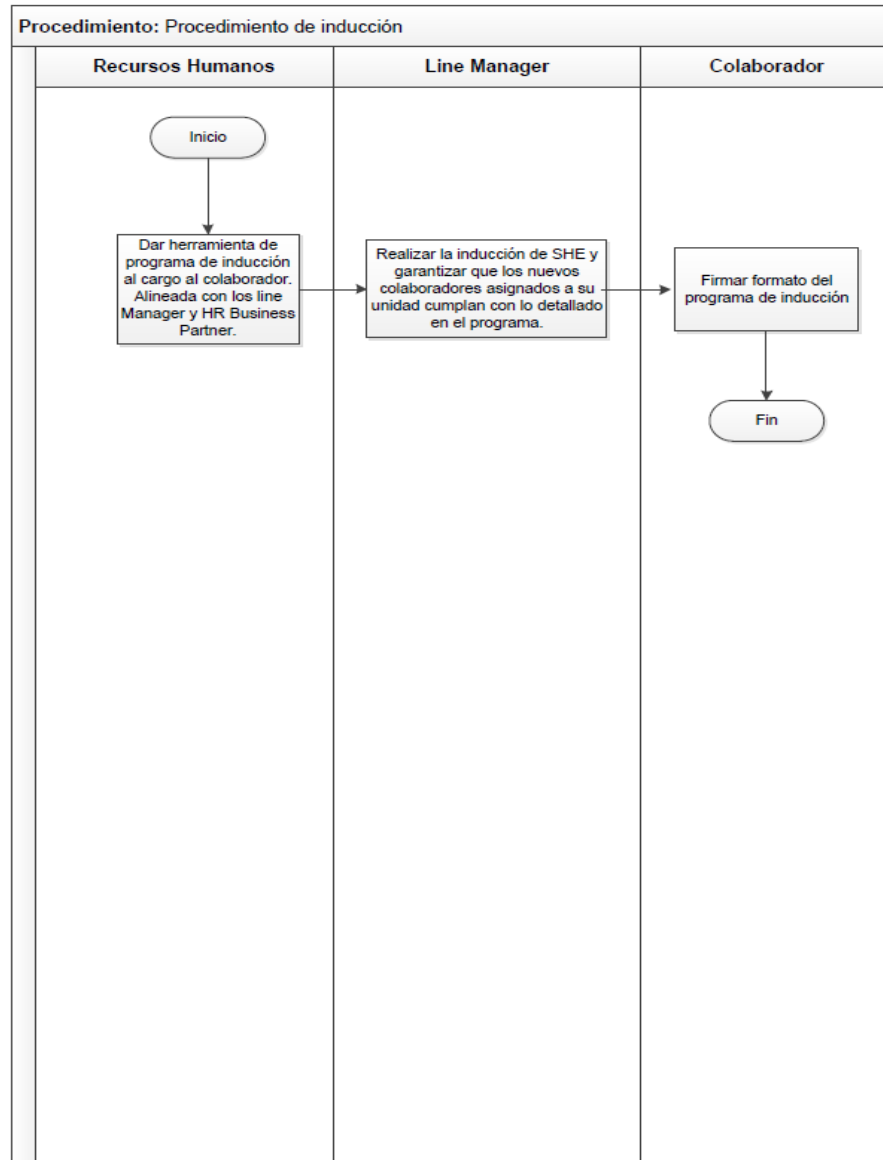 Procedimiento: Procedimiento de inducción
Recursos Humanos
Line Manager
Colaborador
Inicio
Dar herramienta de
programa de inducción
al cargo al colaborador.
Alineada con los line
Manager y HR Business
Partner.
Realizar la inducción de SHE y
garantizar que los nuevos
colaboradores asignados a su
unidad cumplan con lo detallado
en el programa.
Firmar formato del
programa de inducción
Fin